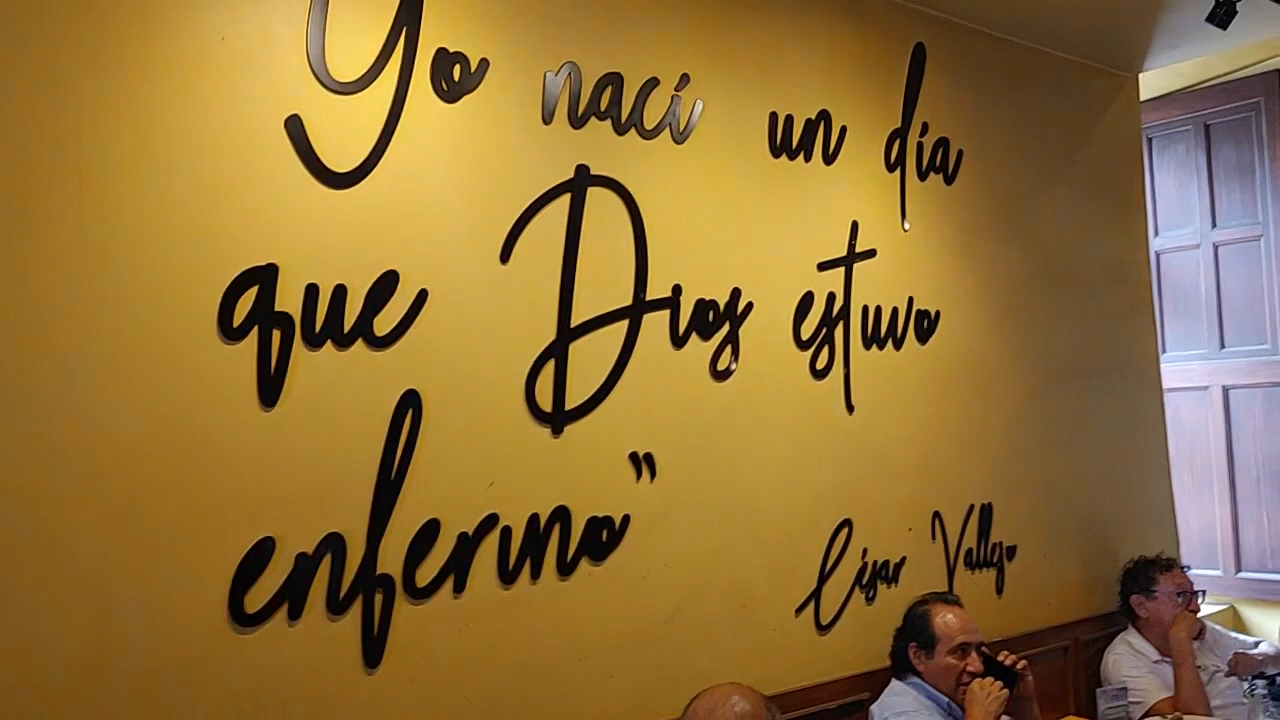 Yo nací un día
que Dios estuvo
enfermo"
César Vallejo